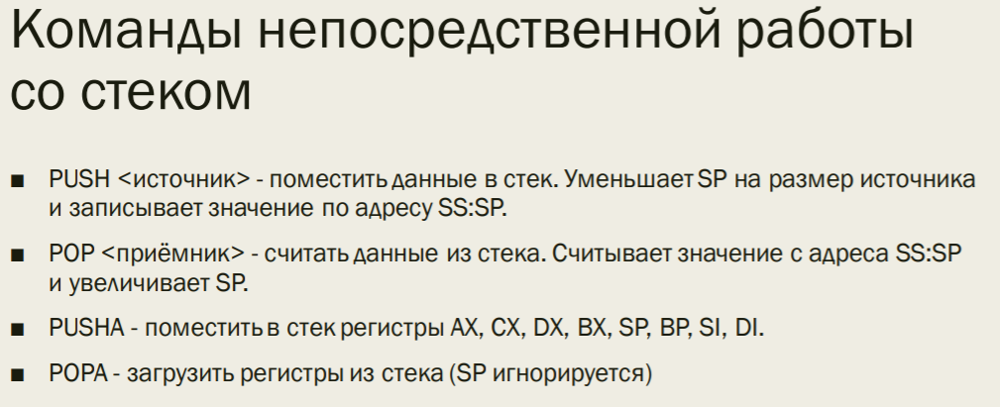 Команды непосредственной работы
со стеком
■ PUSH <источник> - поместить данные в стек. Уменьшает SP на размер источника
и записывает значение по адресу SS:SP.
■ POP <приёмник> - считать данные из стека. Считывает значение с адреса SS:SP
и увеличивает SP.
■ PUSHA - поместить в стек регистры AX, CX, DX, BX, SP, BP, SI, DI.
■ POPA - загрузить регистры из стека (SP игнорируется)